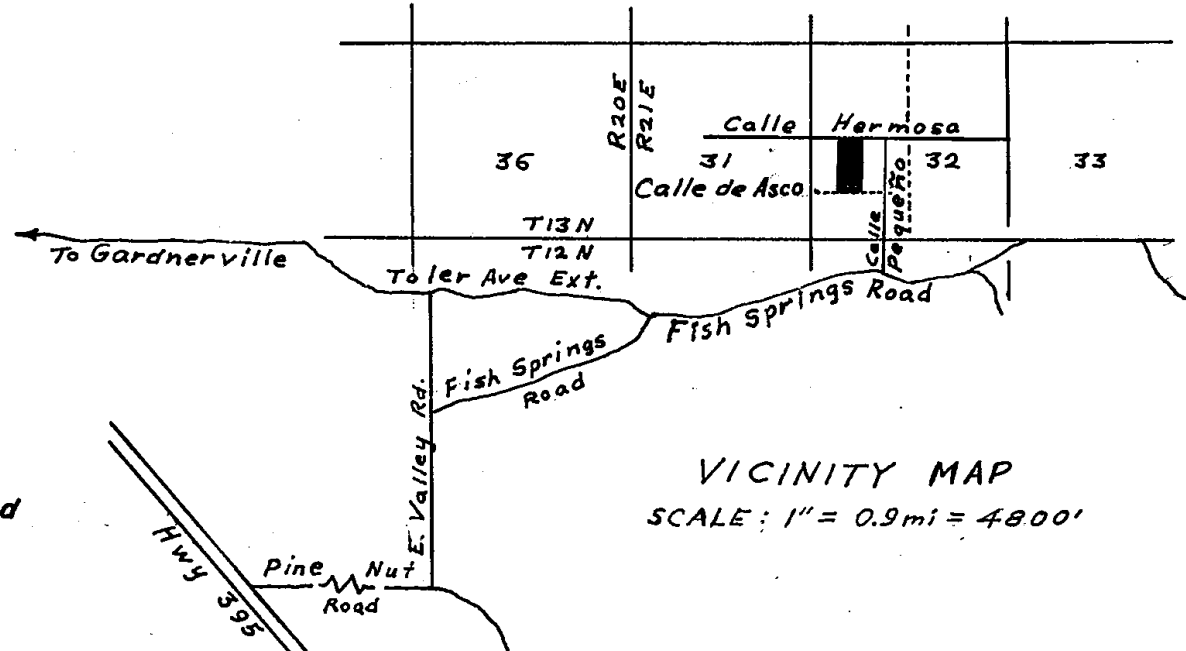 R20E
R21E
Calle Hermosa
36
31
32
33
Calle de Asco
Calle
Pequeño
T13N
T12N
To Gardnerville
Toler Ave Ext.
Fish Springs Road
Fish Springs
Road
E. Valley Rd.
VICINITY MAP
SCALE: 1" = 0.9mi = 4800'
d
Hwy 395
Pine Nut
Road